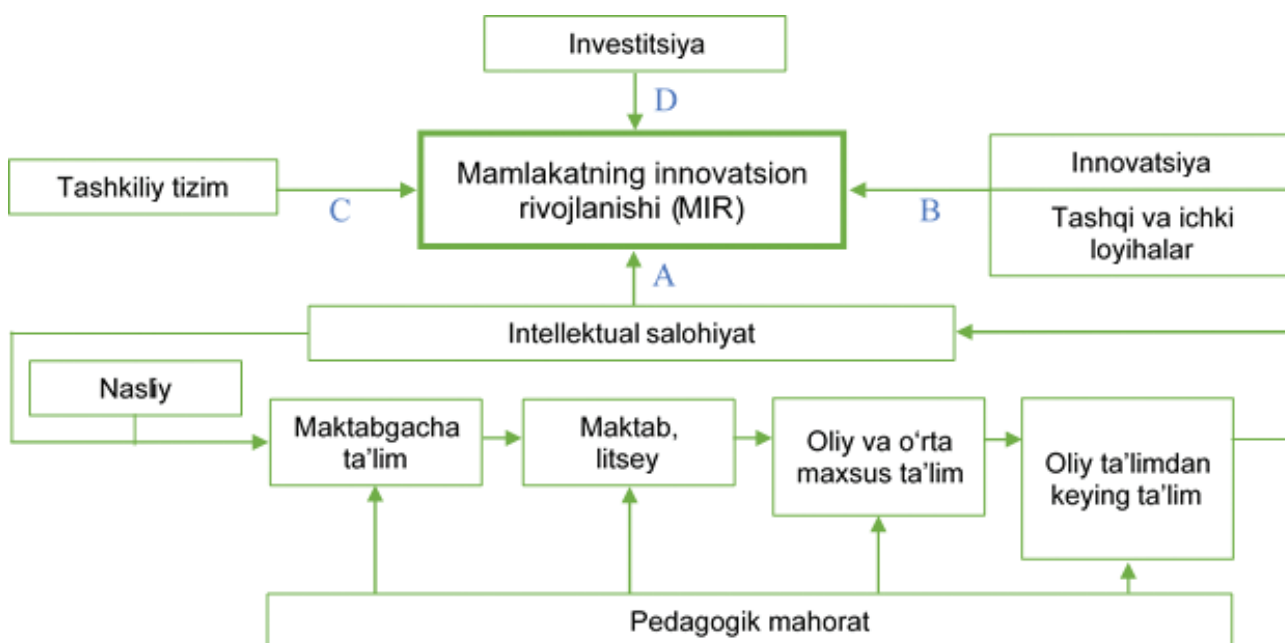 Investitsiya
D
Tashkiliy tizim
C
Mamlakatning innovatsion
rivojlanishi (MIR)
B
Innovatsiya
Tashqi va ichki
loyihalar
A
Intellektual salohiyat
Nasliy
Maktabgacha
ta’lim
Maktab,
litsey
Oliy va o‘rta
maxsus ta’lim
Oliy ta’limdan
keying ta’lim
Pedagogik mahorat